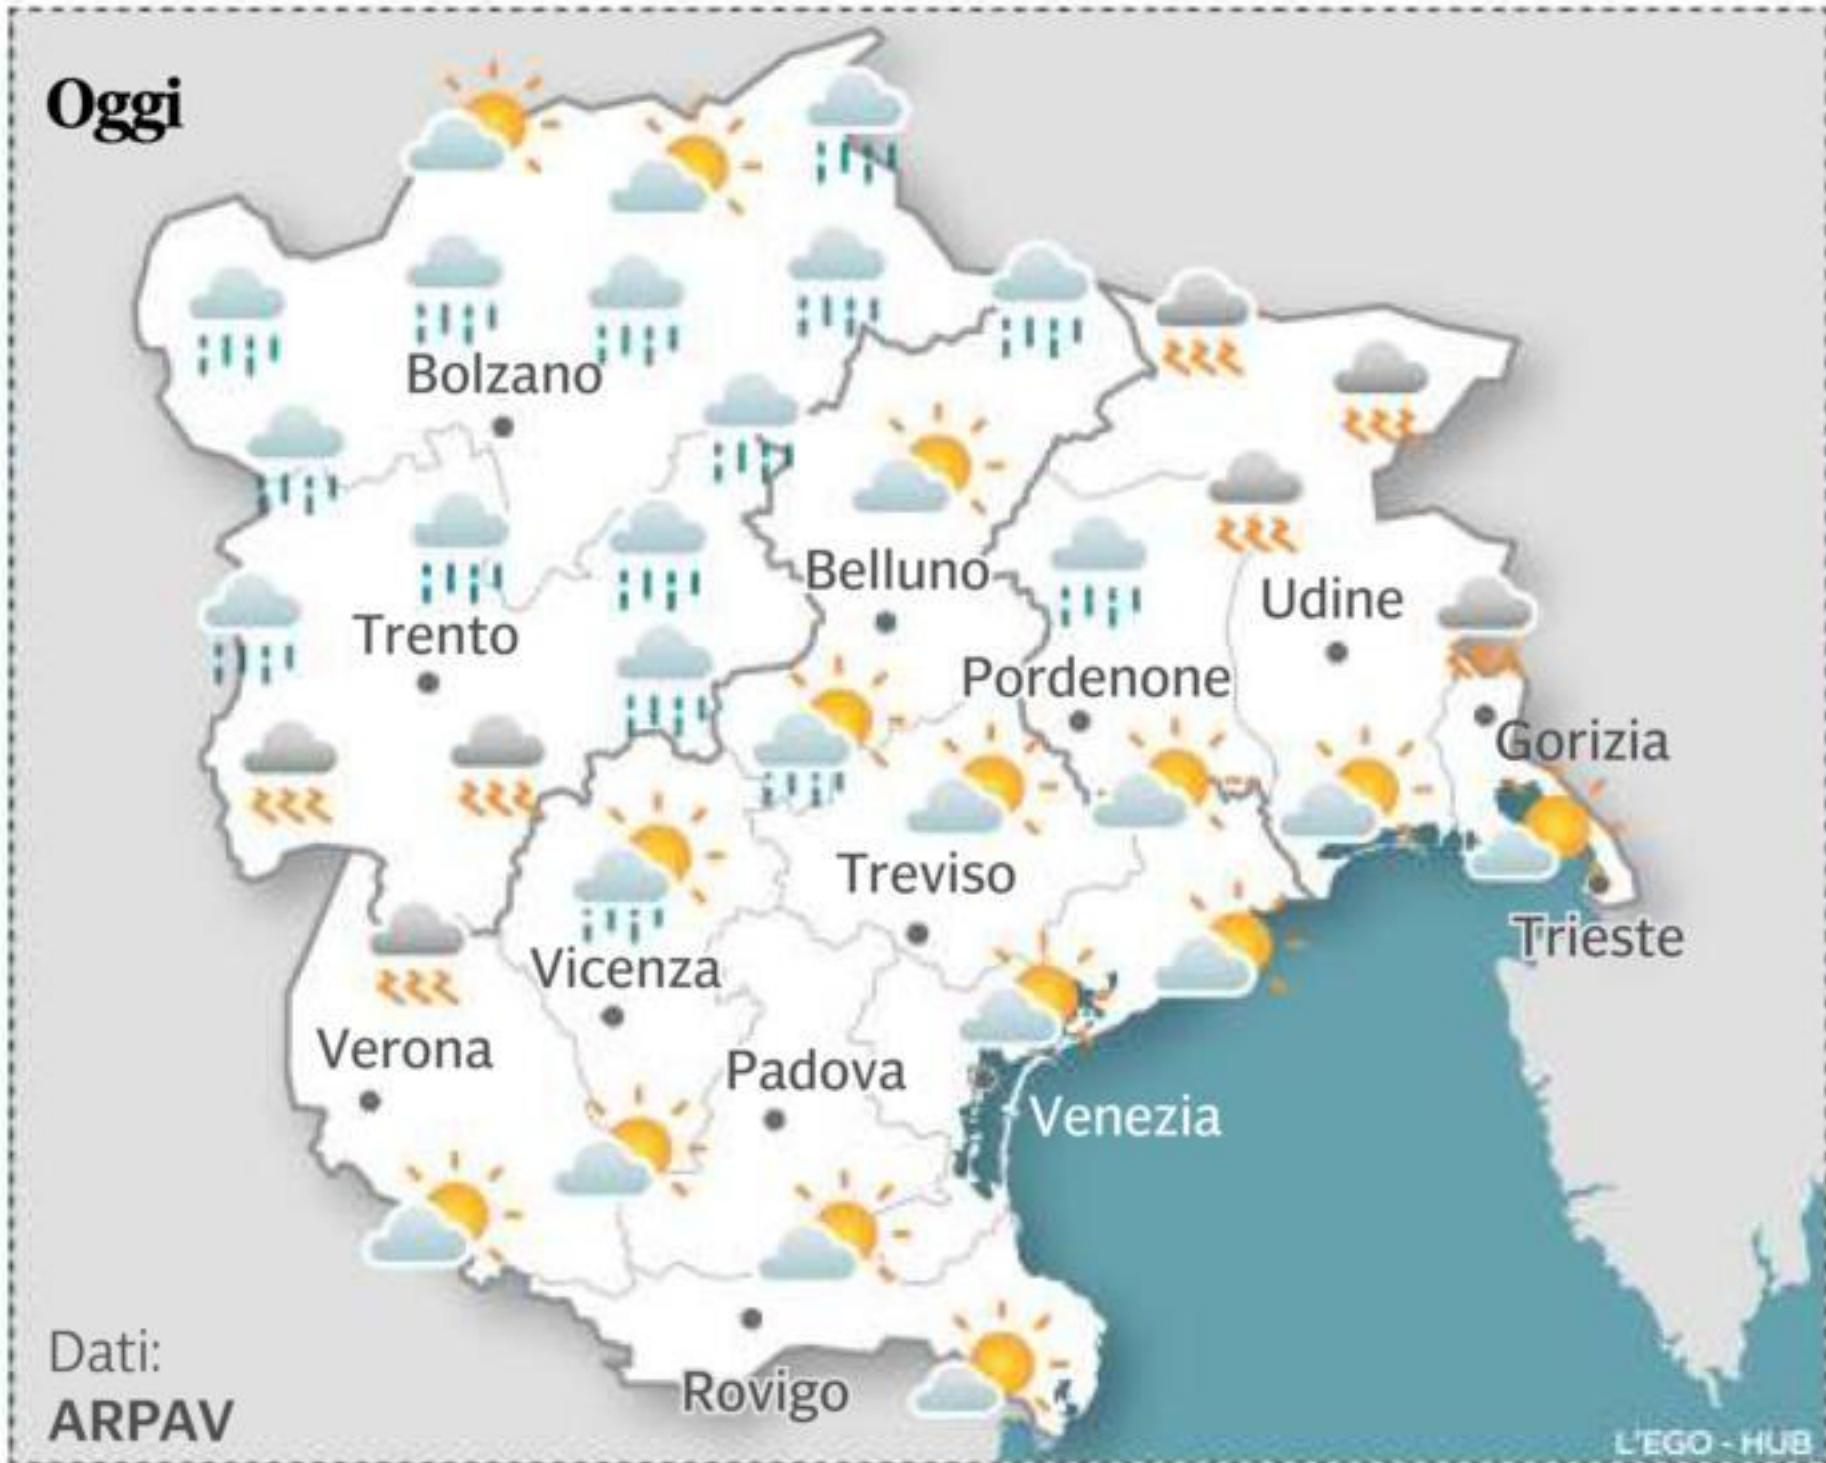 Oggi
Bolzano
Belluno
Trento
Udine
Pordenone
Gorizia
Treviso
Trieste
Vicenza
Verona
Padova
Venezia
Dati:
ARPAV
Rovigo
L'EGO - HUB